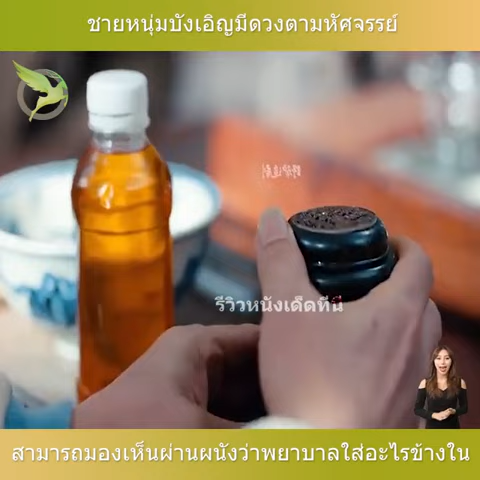 ชายหนุ่มบังเอิญมีดวงตามหัศจรรย์
รีวิวหนังเด็ดทีนี่
สามารถมองเห็นผ่านผนังว่าพยาบาลใส่อะไรข้างใน